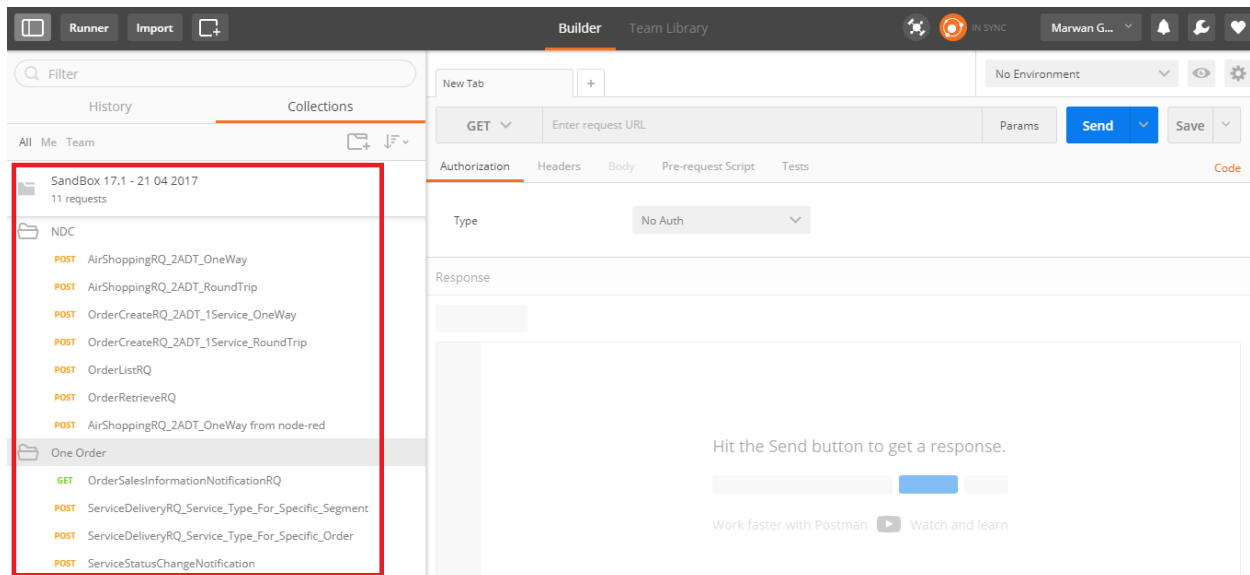 Runner Import Builder Team Library IN SYNC Marwan G...
Filter
History Collections
All Me Team
SandBox 17.1 - 21 04 2017
11 requests
NDC
POST AirShoppingRQ_2ADT_OneWay
POST AirShoppingRQ_2ADT_RoundTrip
POST OrderCreateRQ_2ADT_1Service_OneWay
POST OrderCreateRQ_2ADT_1Service_RoundTrip
POST OrderListRQ
POST OrderRetrieveRQ
POST AirShoppingRQ_2ADT_OneWay from node-red
One Order
GET OrderSalesInformationNotificationRQ
POST ServiceDeliveryRQ_Service_Type_For_Specific_Segment
POST ServiceDeliveryRQ_Service_Type_For_Specific_Order
POST ServiceStatusChangeNotification
New Tab + No Environment
GET Enter request URL Params Send Save
Authorization Headers Body Pre-request Script Tests Code
Type No Auth
Response
Hit the Send button to get a response.
Work faster with Postman Watch and learn